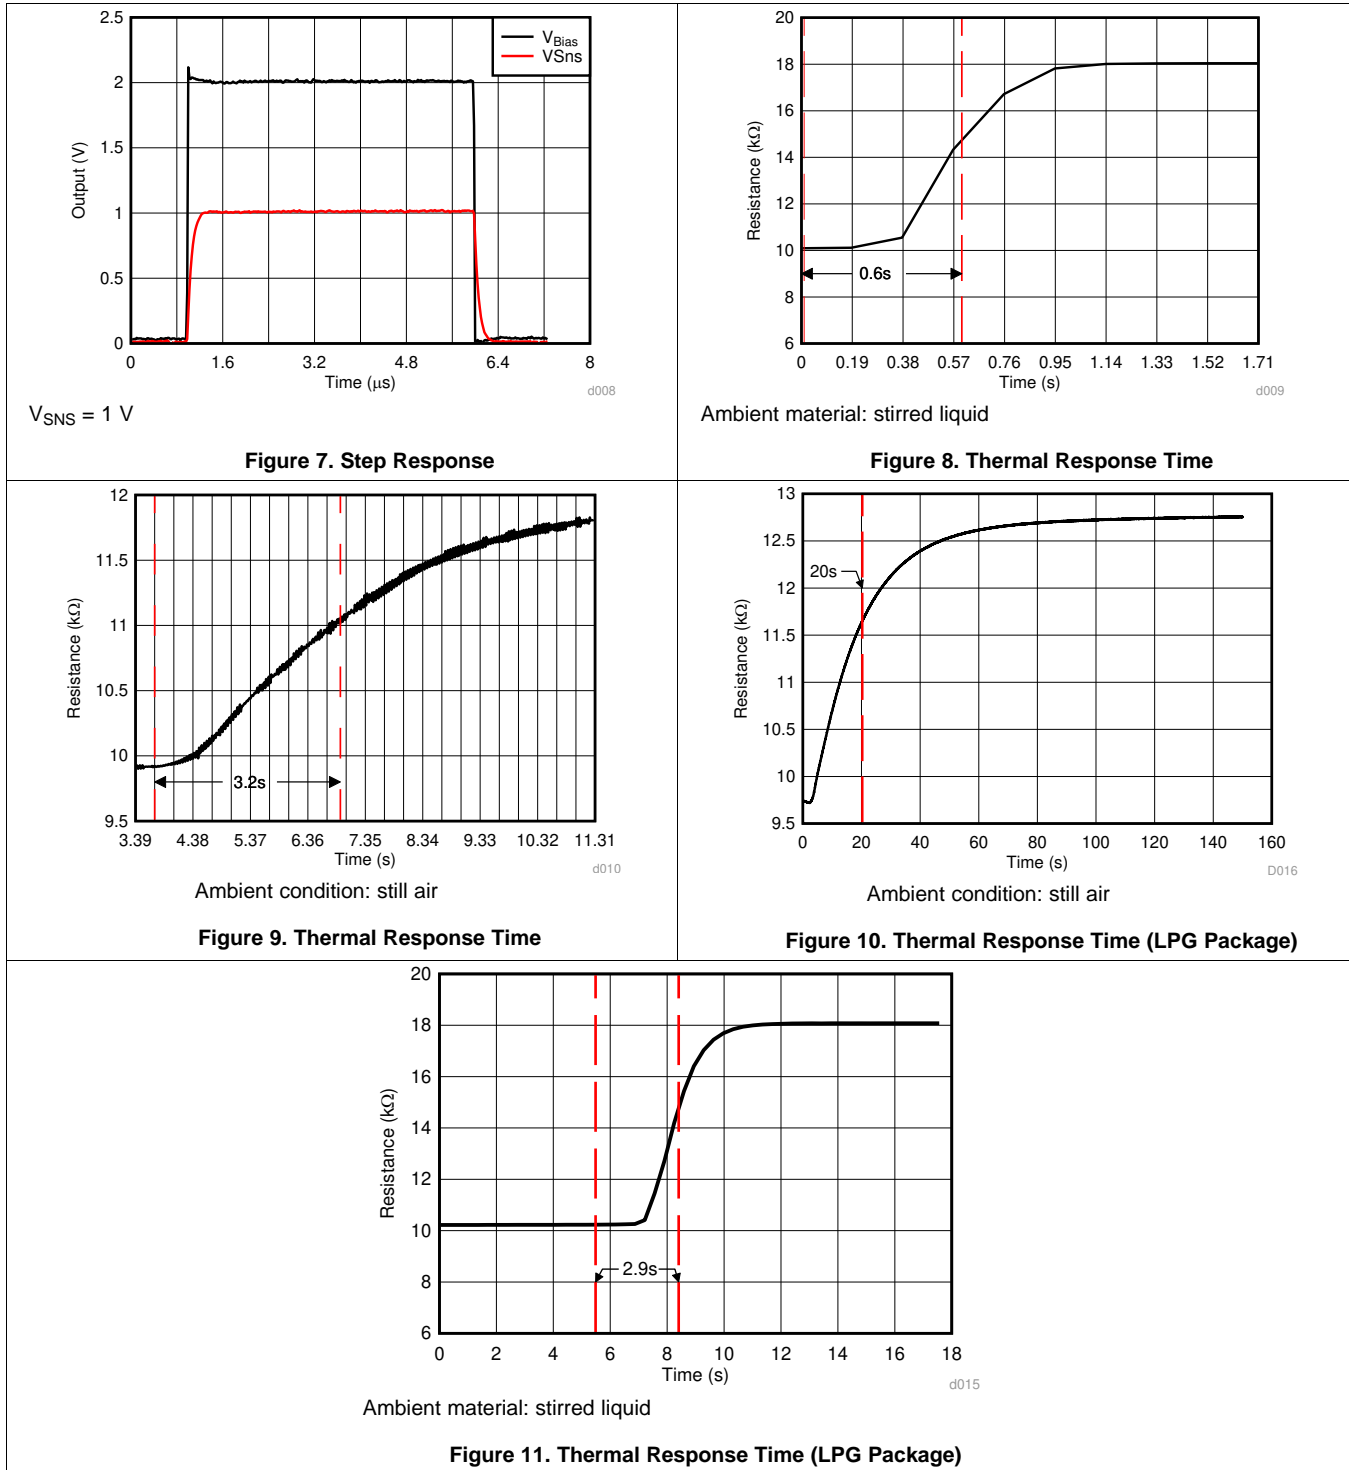 2.5
2
1.5
1
0.5
0
Output (V)
V_Bias
VSns
0 1.6 3.2 4.8 6.4 8
Time (μs)
d008
V_SNS = 1 V
Figure 7. Step Response
20
18
16
14
12
10
8
6
Resistance (kΩ)
0.6s
0 0.19 0.38 0.57 0.76 0.95 1.14 1.33 1.52 1.71
Time (s)
d009
Ambient material: stirred liquid
Figure 8. Thermal Response Time
12
11.5
11
10.5
10
9.5
Resistance (kΩ)
3.2s
3.39 4.38 5.37 6.36 7.35 8.34 9.33 10.32 11.31
Time (s)
d010
Ambient condition: still air
Figure 9. Thermal Response Time
13
12.5
12
11.5
11
10.5
10
9.5
Resistance (kΩ)
20s
0 20 40 60 80 100 120 140 160
Time (s)
D016
Ambient condition: still air
Figure 10. Thermal Response Time (LPG Package)
20
18
16
14
12
10
8
6
Resistance (kΩ)
2.9s
0 2 4 6 8 10 12 14 16 18
Time (s)
d015
Ambient material: stirred liquid
Figure 11. Thermal Response Time (LPG Package)